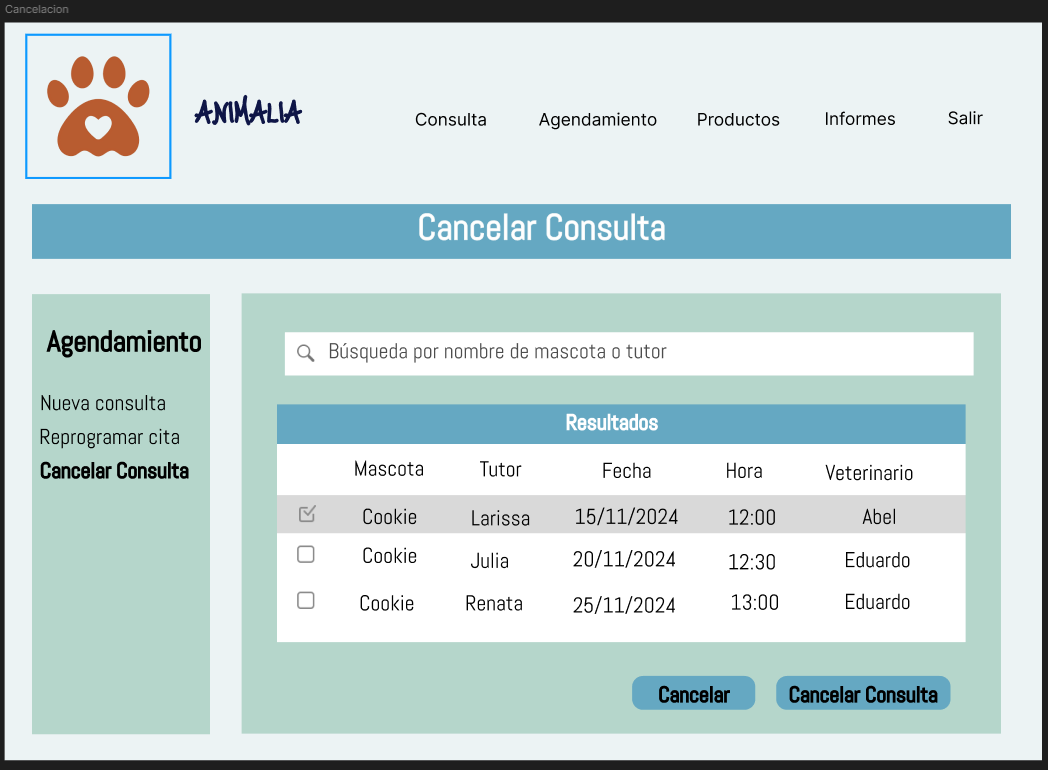 Cancelacion
ANIMALIA
Consulta Agendamiento Productos Informes Salir
Cancelar Consulta
Agendamiento
Nueva consulta
Reprogramar cita
Cancelar Consulta
Búsqueda por nombre de mascota o tutor
Resultados
Mascota Tutor Fecha Hora Veterinario
Cookie Larissa 15/11/2024 12:00 Abel
Cookie Julia 20/11/2024 12:30 Eduardo
Cookie Renata 25/11/2024 13:00 Eduardo
Cancelar Cancelar Consulta